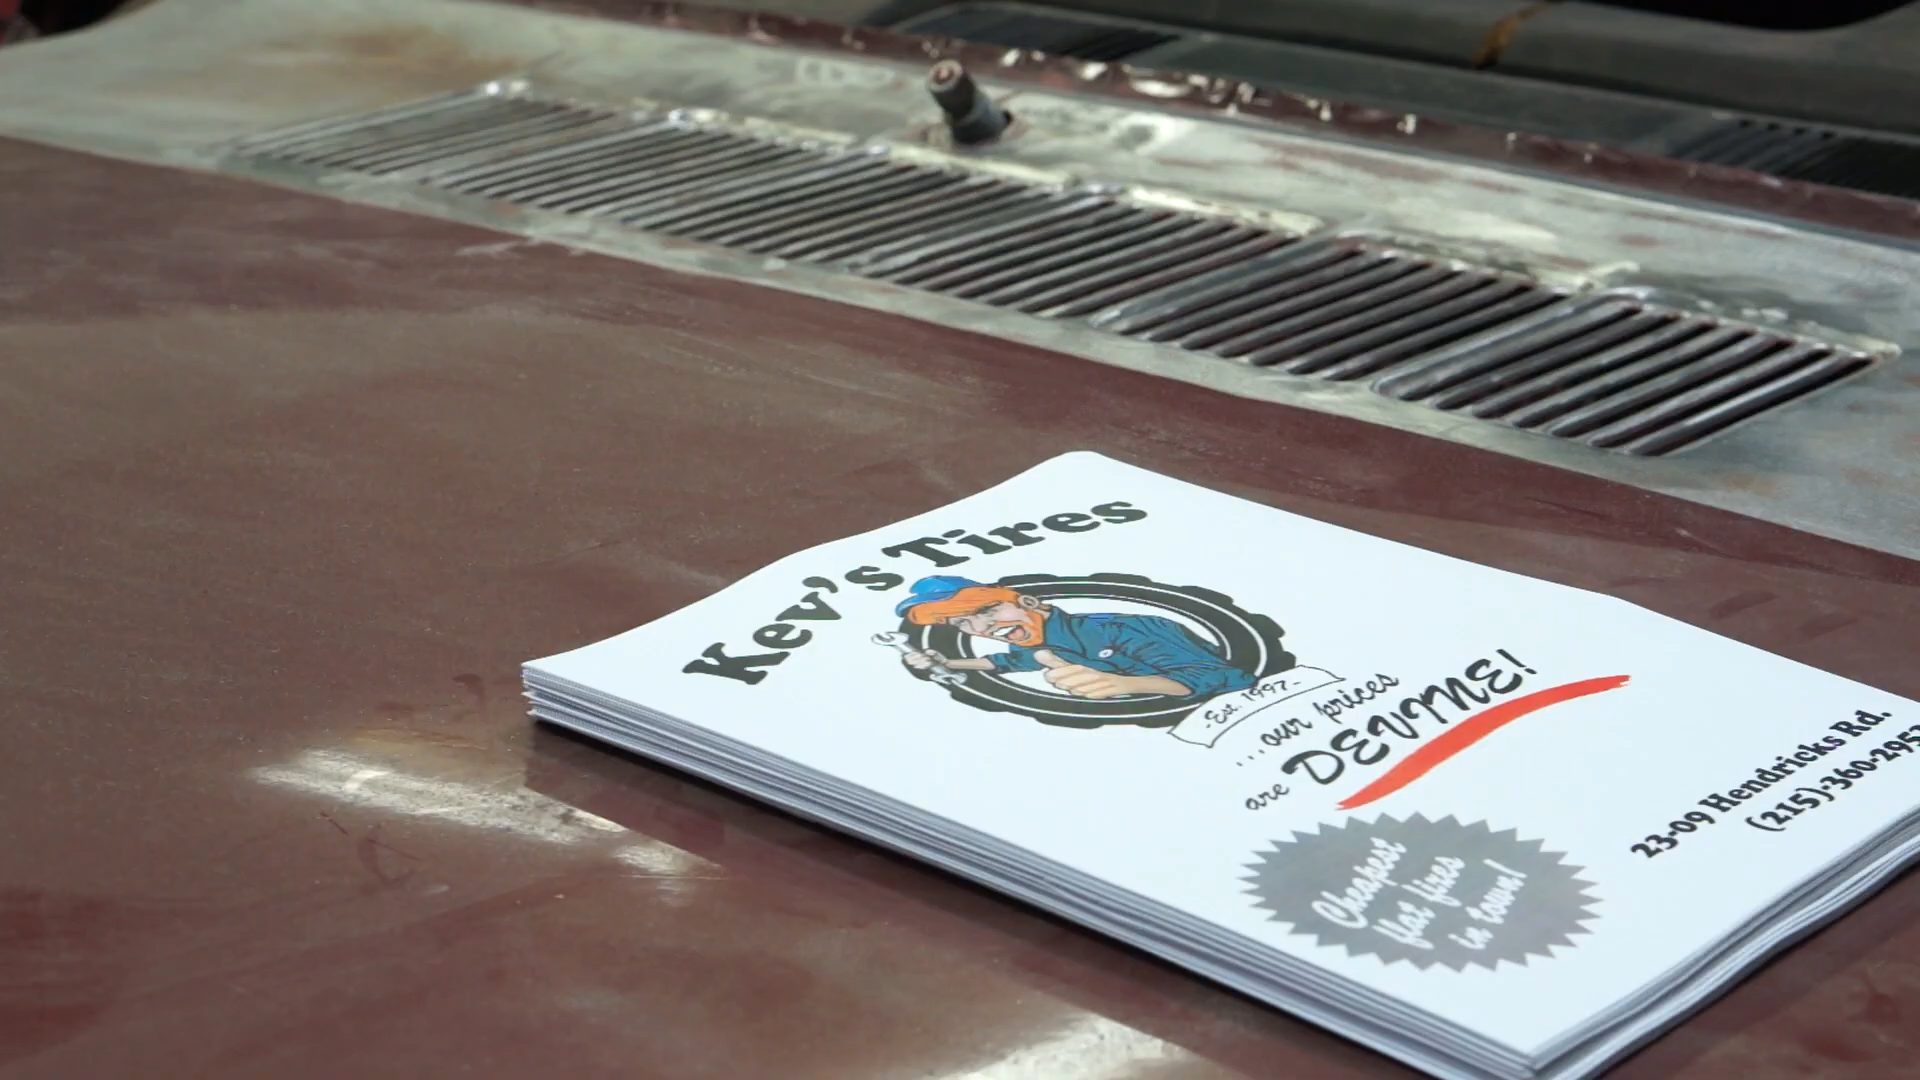 Kev's Tires
-Est. 1997-
...our prices
are DEVINE!
Cheapest
flat fixes
in town!
23-09 Hendricks Rd.
(215)-360-2953